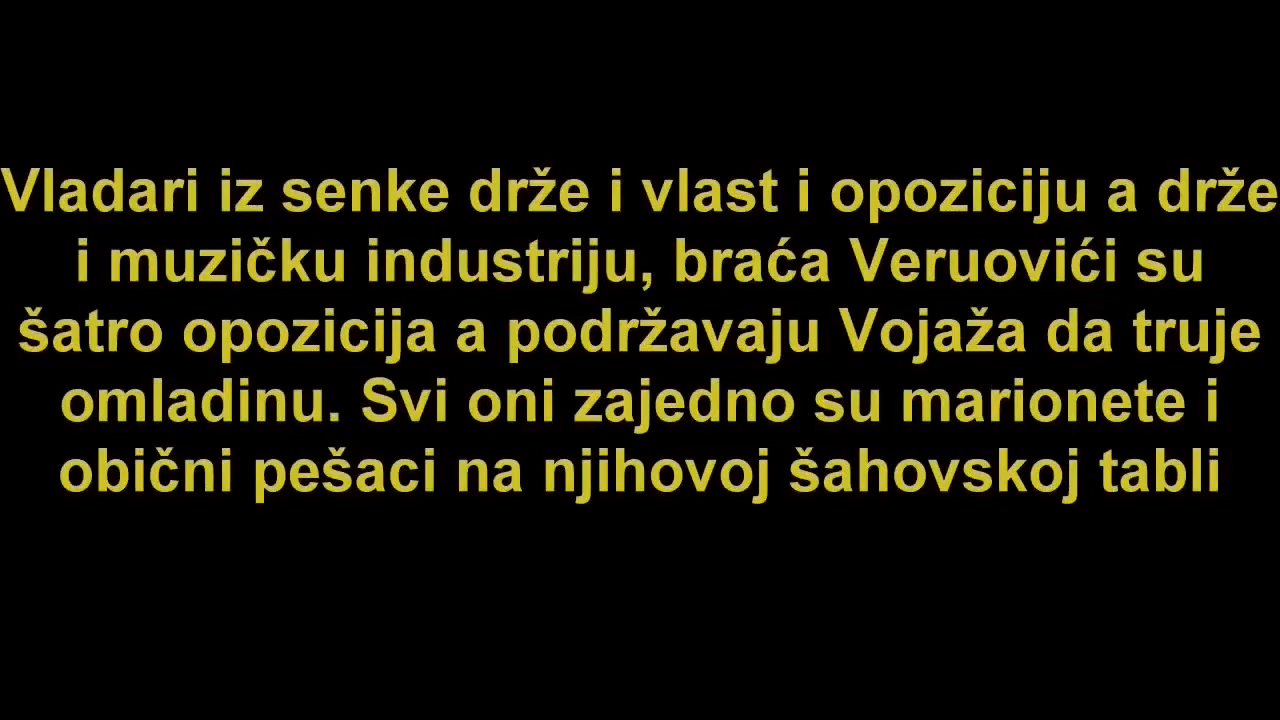 Vladari iz senke drže i vlast i opoziciju a drže
i muzičku industriju, braća Veruovići su
šatro opozicija a podržavaju Vojaža da truje
omladinu. Svi oni zajedno su marionete i
obični pešaci na njihovoj šahovskoj tabli